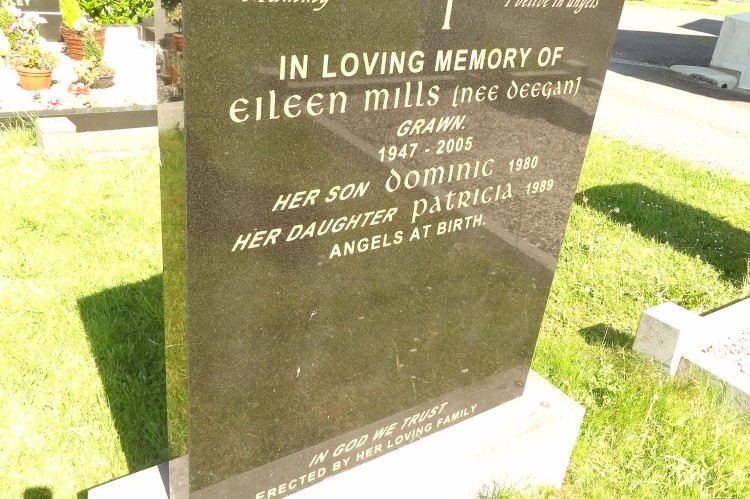 I belive in angels
IN LOVING MEMORY OF
eileen mills (nee deegan)
GRAWN.
1947 - 2005
HER SON dominic 1980
HER DAUGHTER patricia 1989
ANGELS AT BIRTH.
IN GOD WE TRUST
ERECTED BY HER LOVING FAMILY